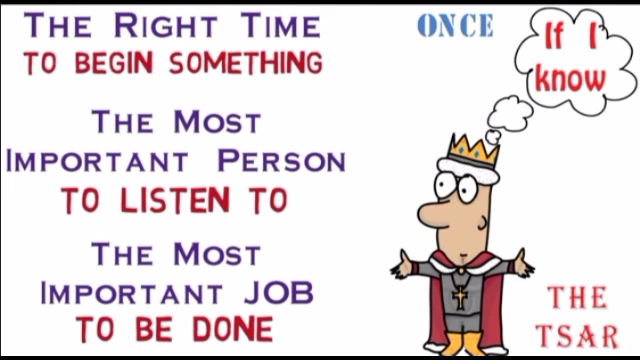 The Right Time
TO BEGIN SOMETHING
The Most
Important Person
TO LISTEN TO
The Most
Important JOB
TO BE DONE
ONCE
If I
know
THE
TSAR